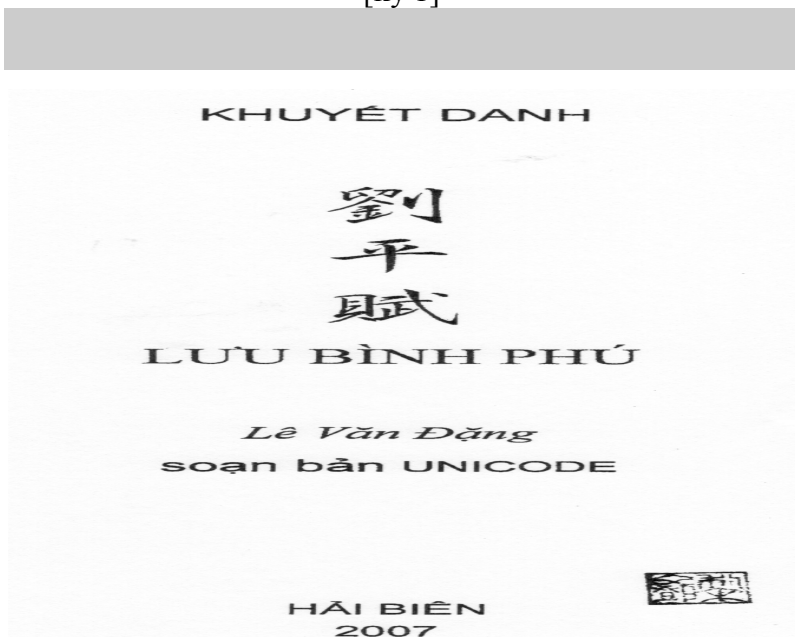 KHUYẾT DANH
劉
平
賦
LƯU BÌNH PHÚ
Lê Văn Đặng
soạn bản UNICODE
HẢI BIÊN
2007